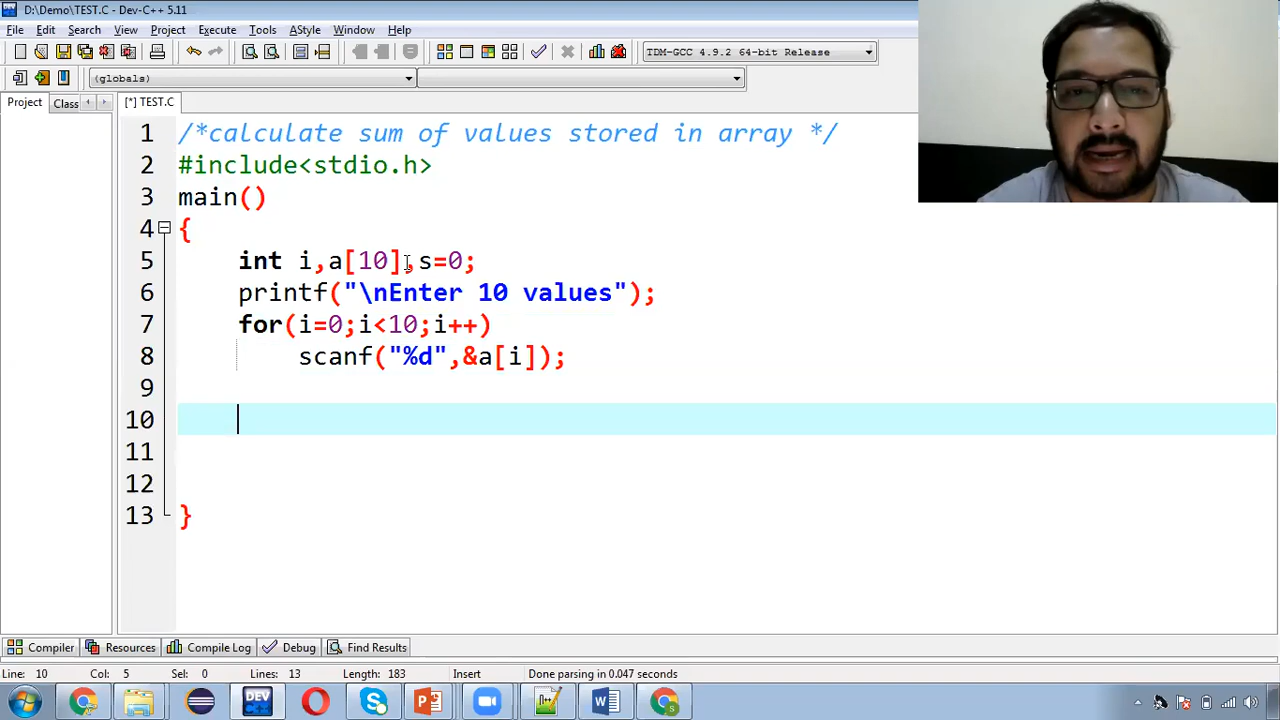 D:\Demo\TEST.C - Dev-C++ 5.11
File Edit Search View Project Execute Tools AStyle Window Help
TDM-GCC 4.9.2 64-bit Release
(globals)
Project Class [*] TEST.C
1 /*calculate sum of values stored in array */
2 #include<stdio.h>
3 main()
4 {
5 int i,a[10],s=0;
6 printf("\nEnter 10 values");
7 for(i=0;i<10;i++)
8 scanf("%d",&a[i]);
9
10
11
12
13 }
Compiler Resources Compile Log Debug Find Results
Line: 10 Col: 5 Sel: 0 Lines: 13 Length: 183 Insert Done parsing in 0.047 seconds
DEV